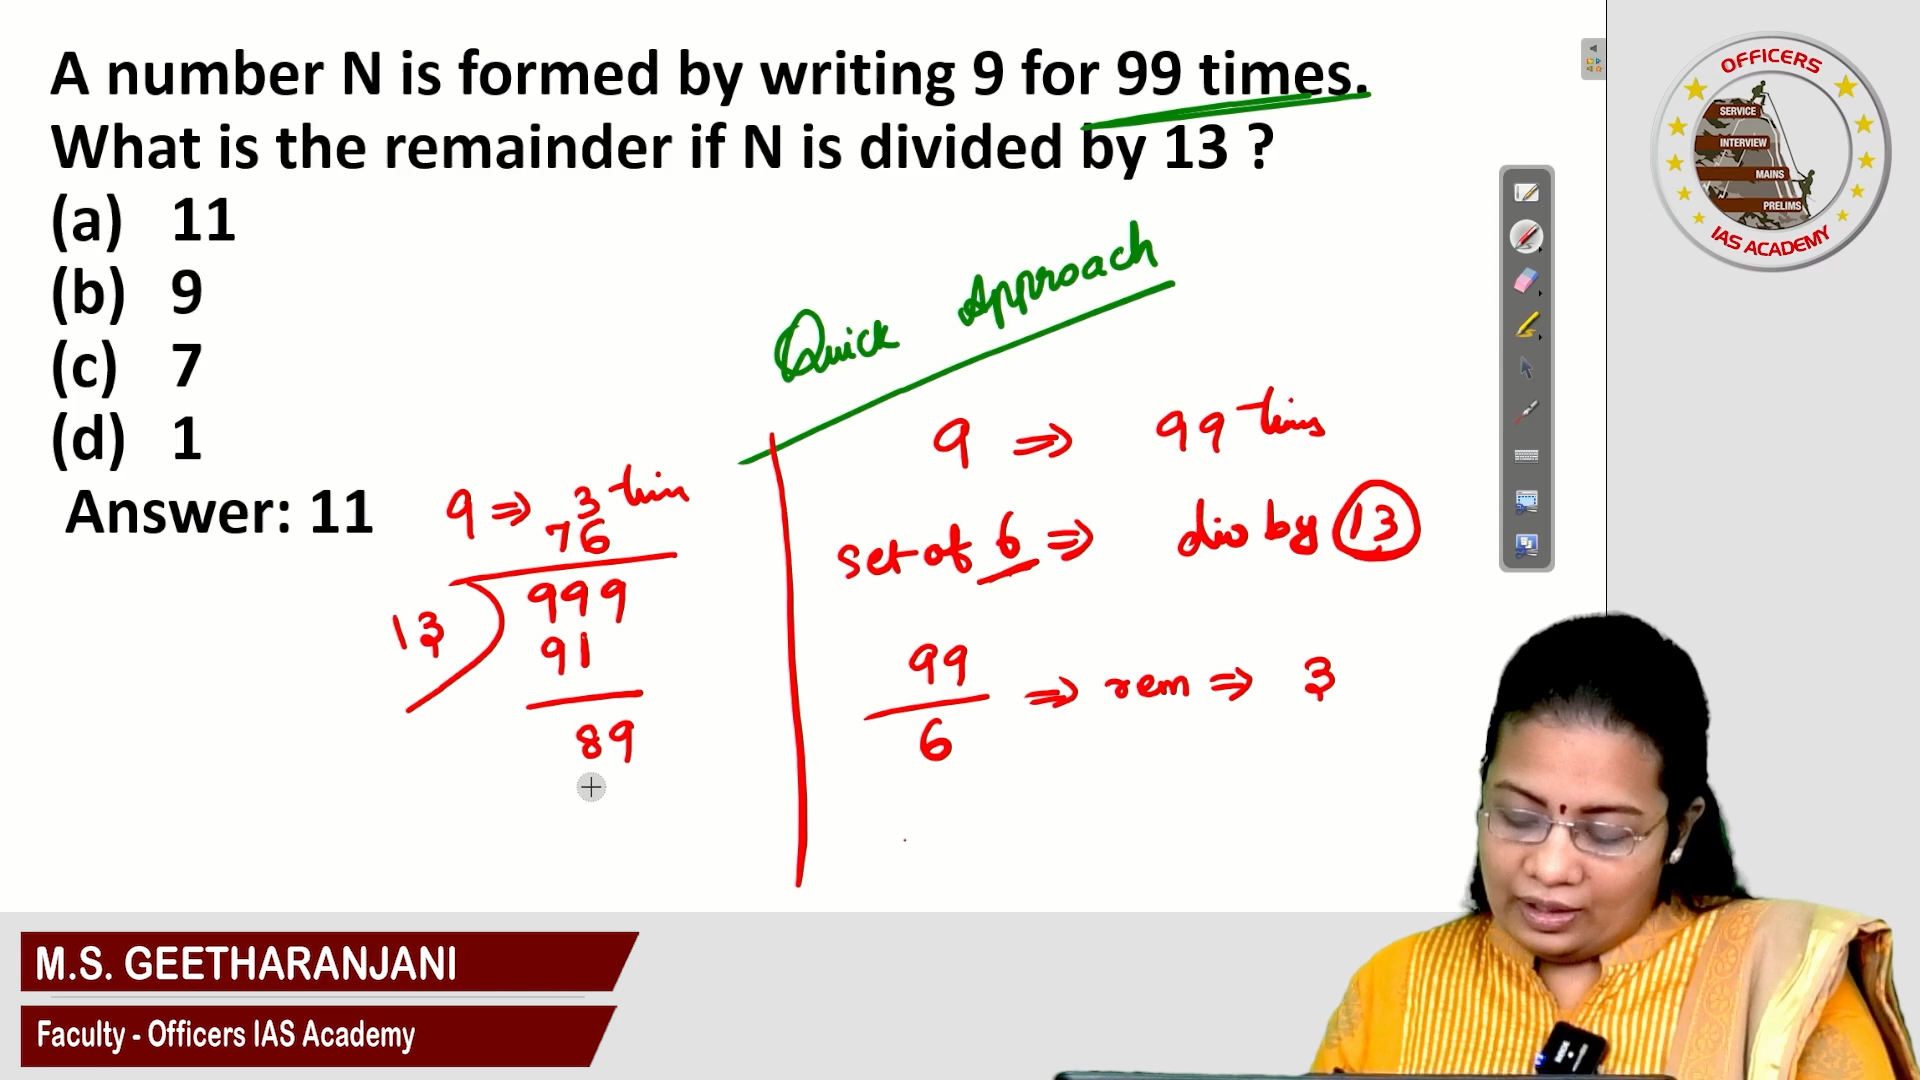 A number N is formed by writing 9 for 99 times.
What is the remainder if N is divided by 13 ?
(a) 11
(b) 9
(c) 7
(d) 1
Answer: 11
Quick Approach
9 ⇒ 3
76
13 ) 999
91
89
9 ⇒ 99
set of 6 ⇒ div by 13
99
6
⇒ rem ⇒ 3
OFFICERS
SERVICE
INTERVIEW
MAINS
PRELIMS
IAS ACADEMY
M.S. GEETHARANJANI
Faculty - Officers IAS Academy